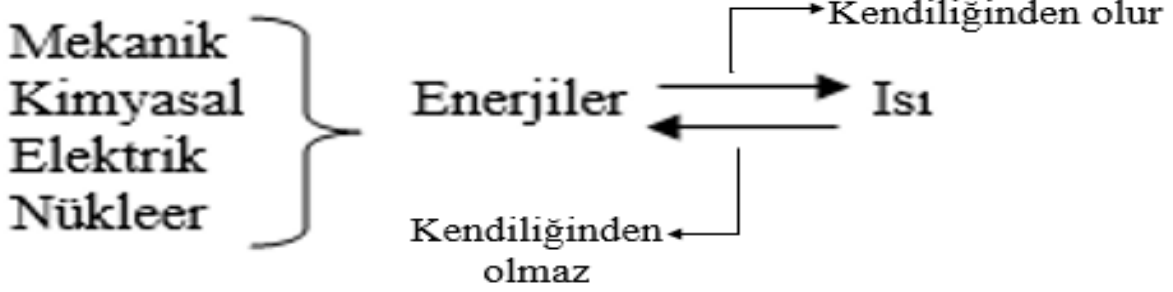 Kendiliğinden olur
Mekanik
Kimyasal
Elektrik
Nükleer
Enerjiler
Isı
Kendiliğinden
olmaz